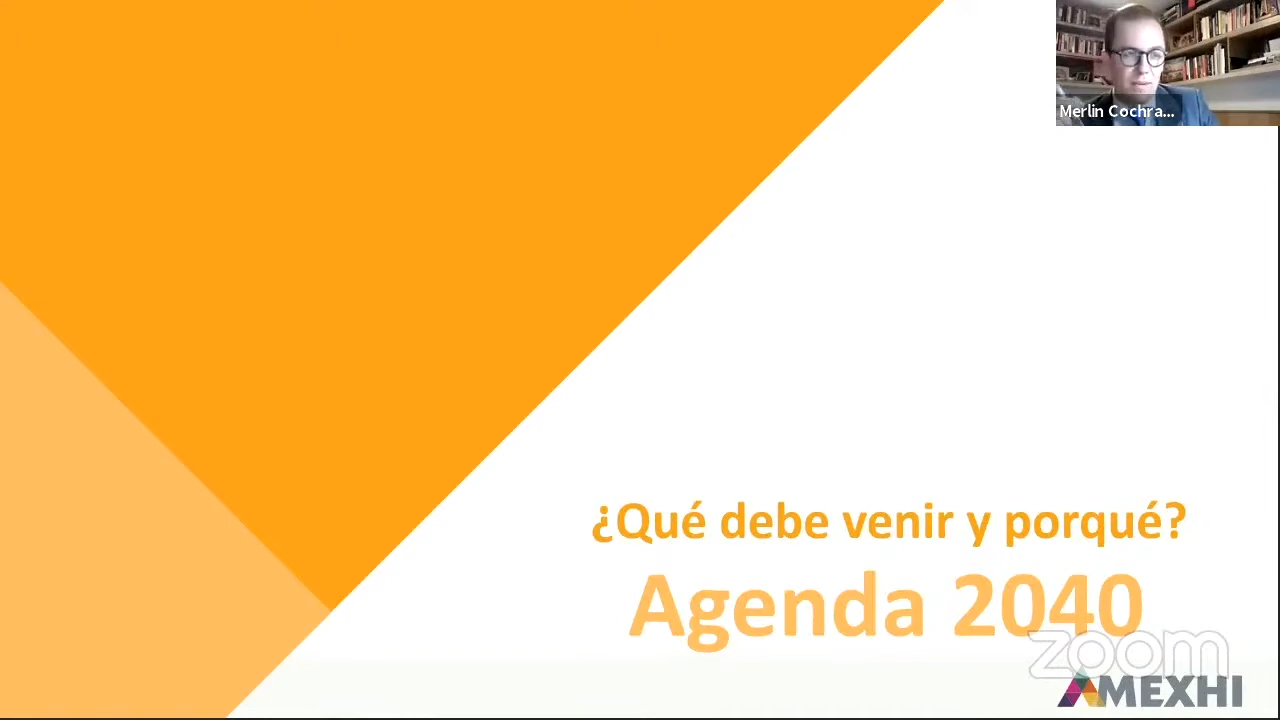 Merlin Cochra...
¿Qué debe venir y porqué?
Agenda 2040
zoom
AMEXHI